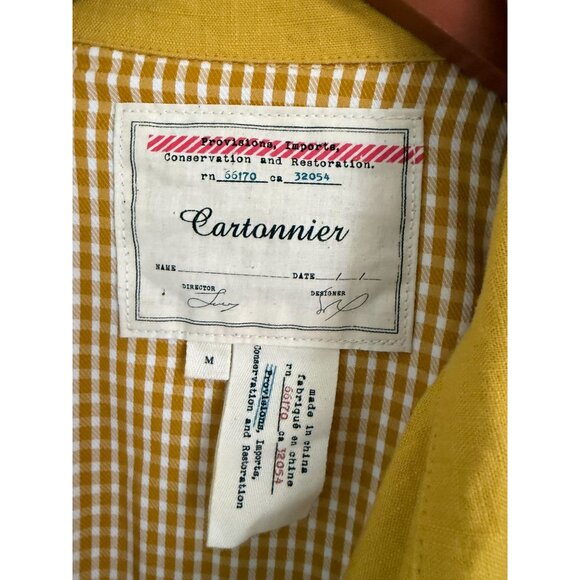 Provisions, Imports,
Conservation and Restoration.
rn 66170 ca 32054
Cartonnier
NAME DATE / /
DIRECTOR DESIGNER
M
made in china
fabriqué en chine
rn 66170 ca 32054
Provisions, Imports,
Conservation and Restoration